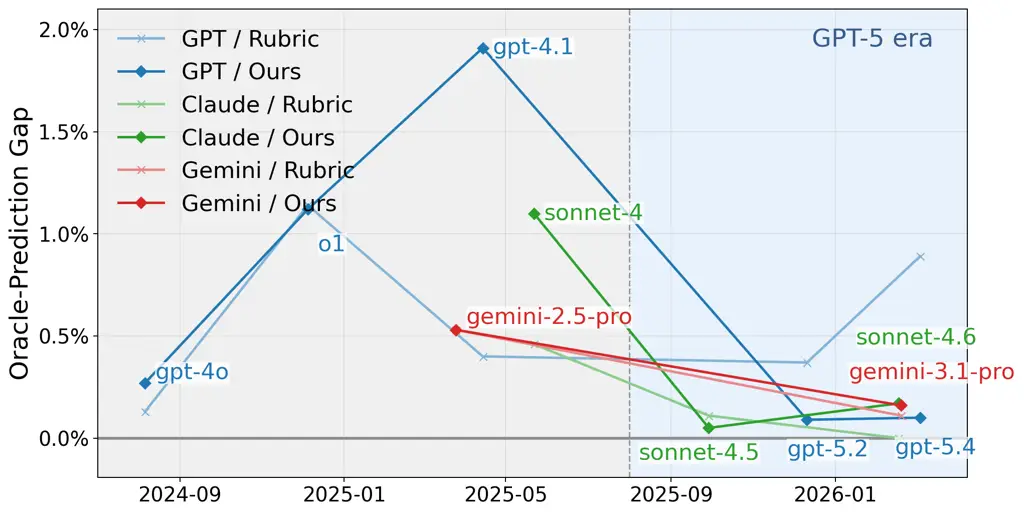 2.0%
GPT / Rubric
GPT-5 era
GPT / Ours
gpt-4.1
Claude / Rubric
1.5%
Claude / Ours
Gemini / Rubric
Gemini / Ours
sonnet-4
1.0%
o1
Oracle-Prediction Gap
gemini-2.5-pro
0.5%
sonnet-4.6
gpt-4o
gemini-3.1-pro
0.0%
sonnet-4.5
gpt-5.2
gpt-5.4
2024-09
2025-01
2025-05
2025-09
2026-01